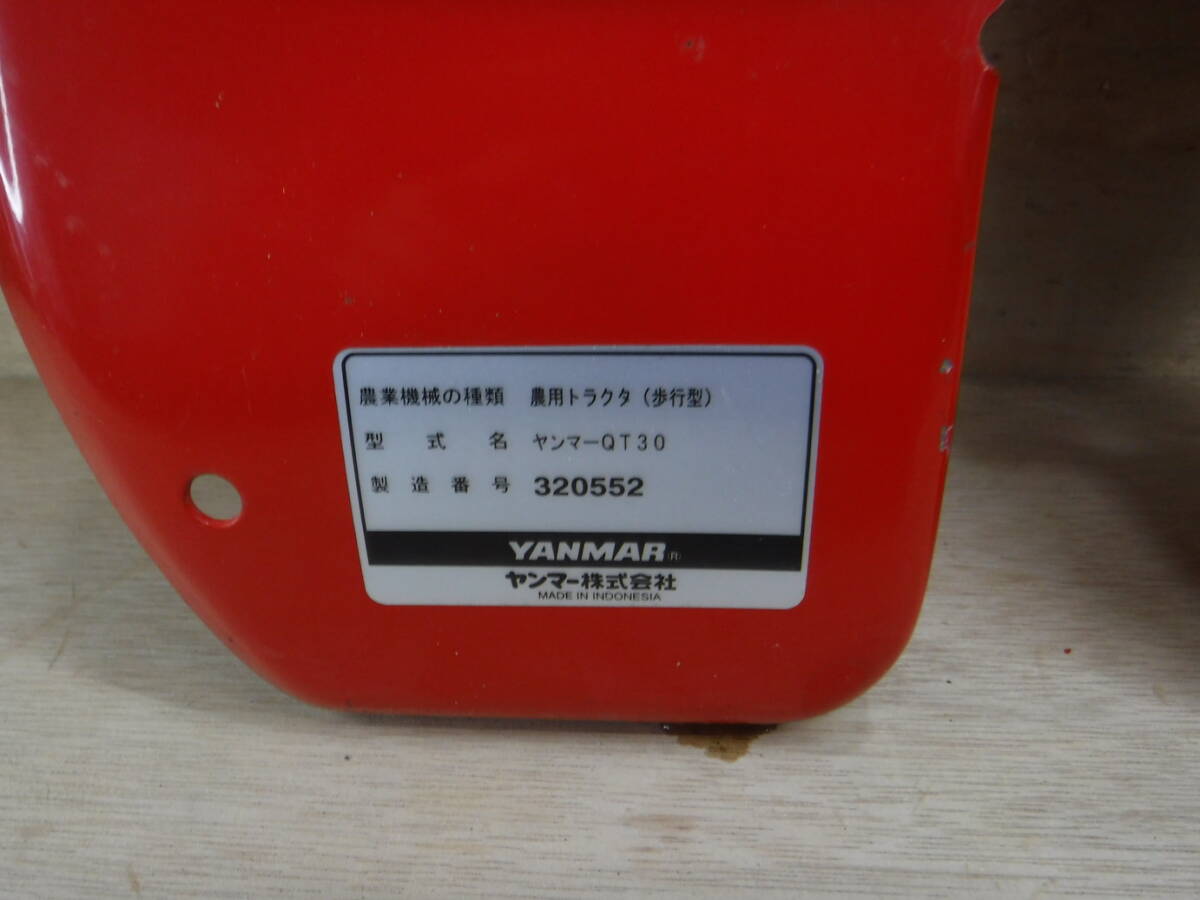 農業機械の種類 農用トラクタ（歩行型）
型式名 ヤンマーQT30
製造番号 320552
YANMAR®
ヤンマー株式会社
MADE IN INDONESIA